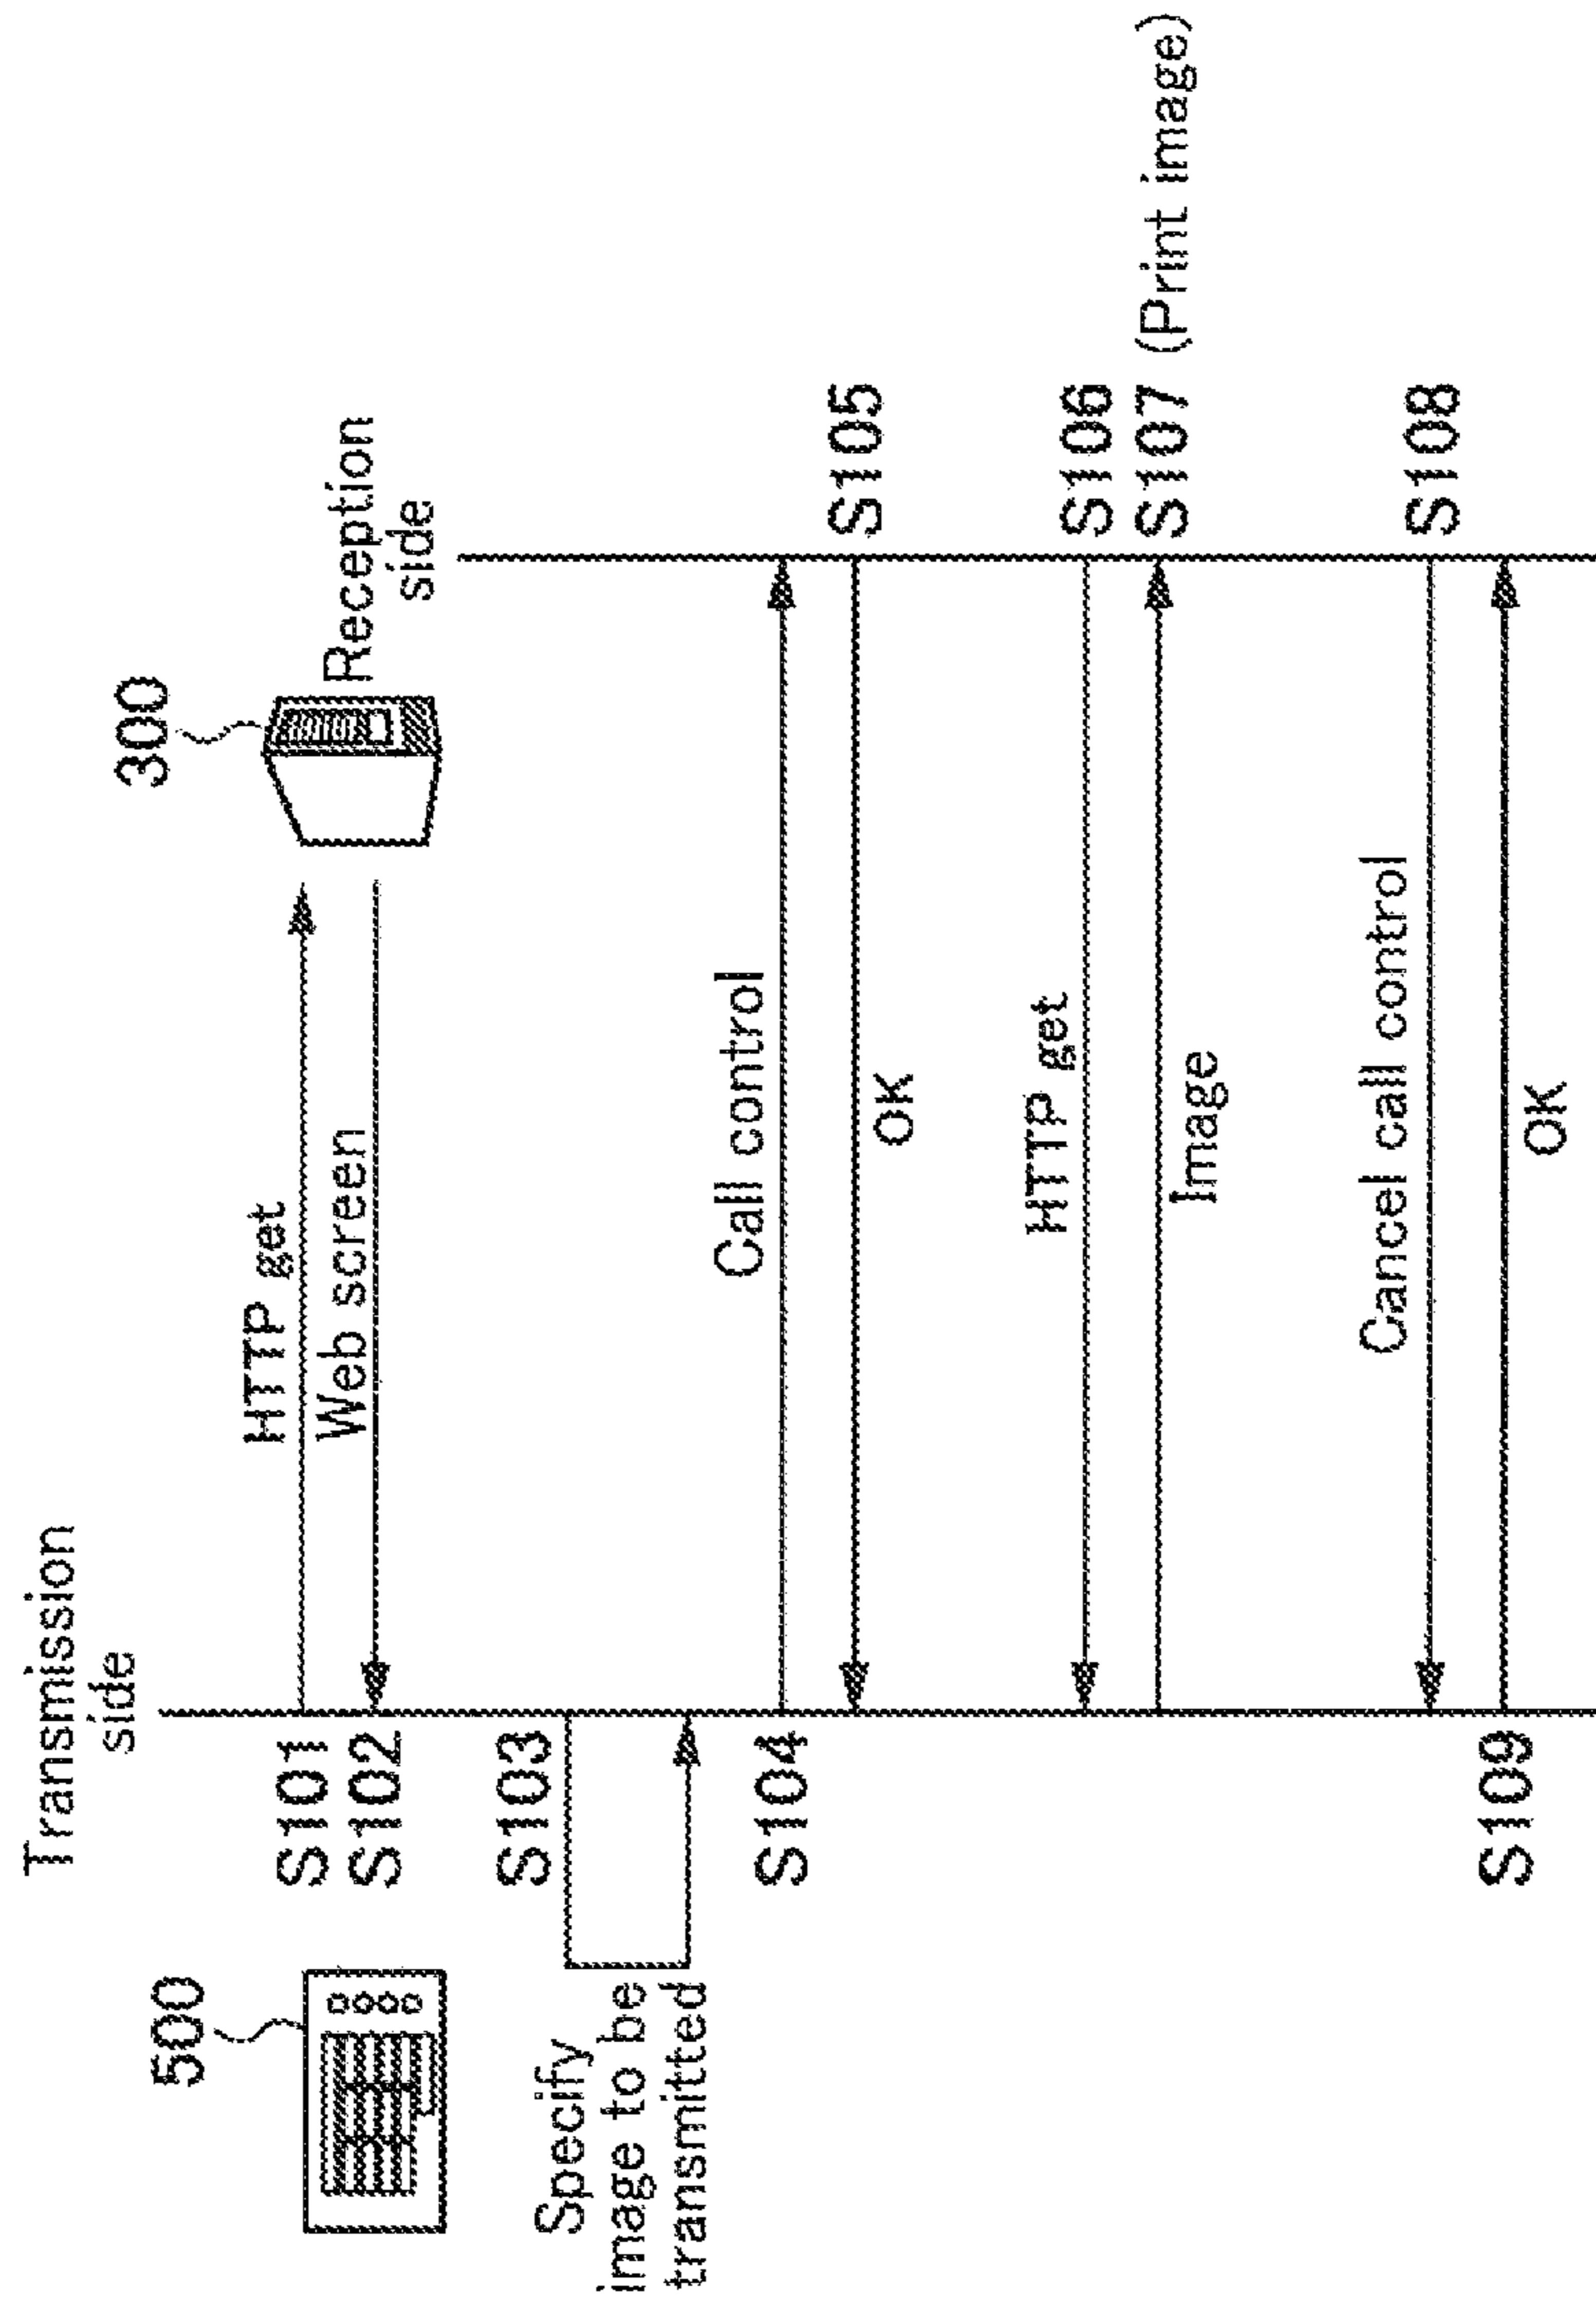 Transmission
side
500
300
Reception
side
S101
HTTP get
S102
Web screen
S103
Specify
image to be
transmitted
S104
Call control
S105
OK
S106
HTTP get
S107 (Print image)
Image
S108
Cancel call control
S109
OK